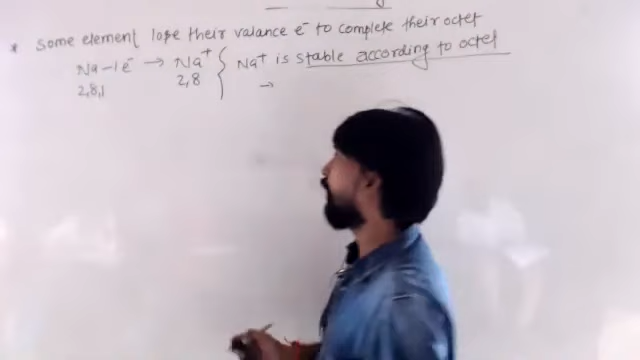 * Some element lose their valance e⁻ to complete their octet
Na - 1e⁻ → Na⁺ { Na⁺ is stable according to octet
2,8,1 2,8 →